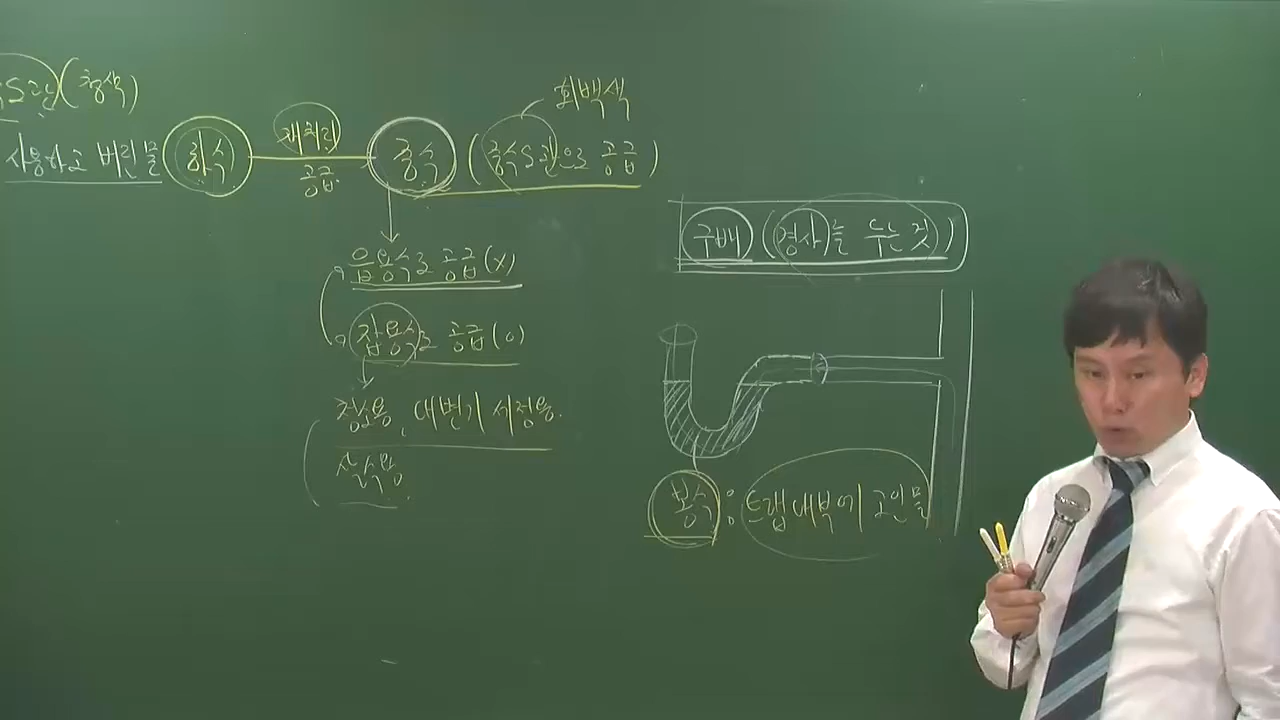 S관(청색)
회백색
사용하고 버린물 하수 재처리 공급 중수 (중수S관으로 공급)
구배 (경사를 두는 것)
음용수로 공급(x)
잡용수로 공급(o)
청소용, 대변기 세정용.
살수용.
봉수 : 트랩내부에 고인물